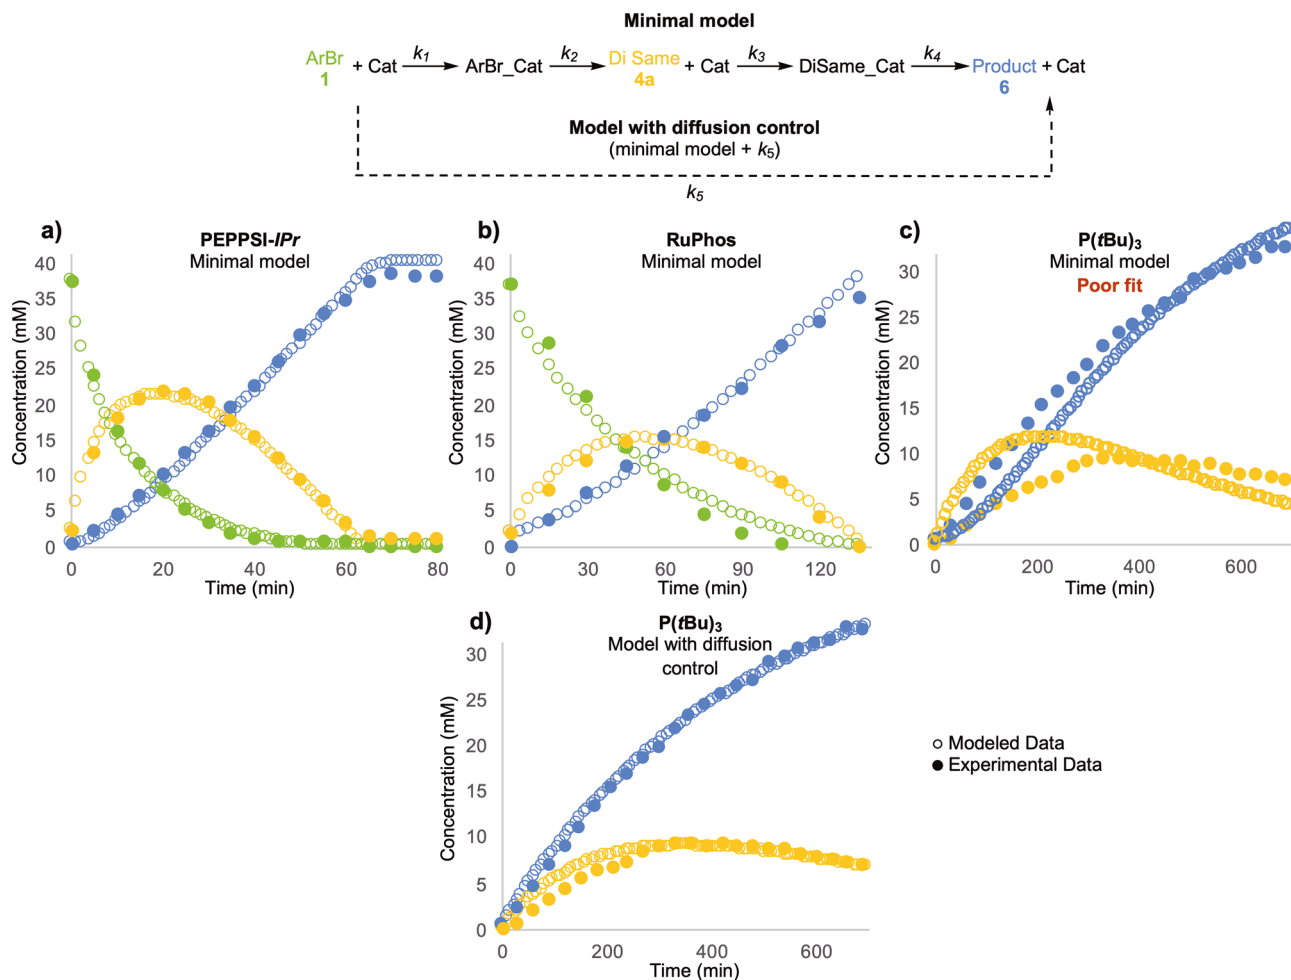 Minimal model
ArBr + Cat k1 ArBr_Cat k2 Di Same + Cat k3 DiSame_Cat k4 Product + Cat
1 4a 6
Model with diffusion control
(minimal model + k5)
k5
a)
PEPPSI-IPr
Minimal model
Concentration (mM)
40
35
30
25
20
15
10
5
0
0 20 40 60 80
Time (min)
b)
RuPhos
Minimal model
Concentration (mM)
40
35
30
25
20
15
10
5
0
0 30 60 90 120
Time (min)
c)
P(tBu)3
Minimal model
Poor fit
Concentration (mM)
30
25
20
15
10
5
0
0 200 400 600
Time (min)
d)
P(tBu)3
Model with diffusion
control
Concentration (mM)
30
25
20
15
10
5
0
0 200 400 600
Time (min)
Modeled Data
Experimental Data